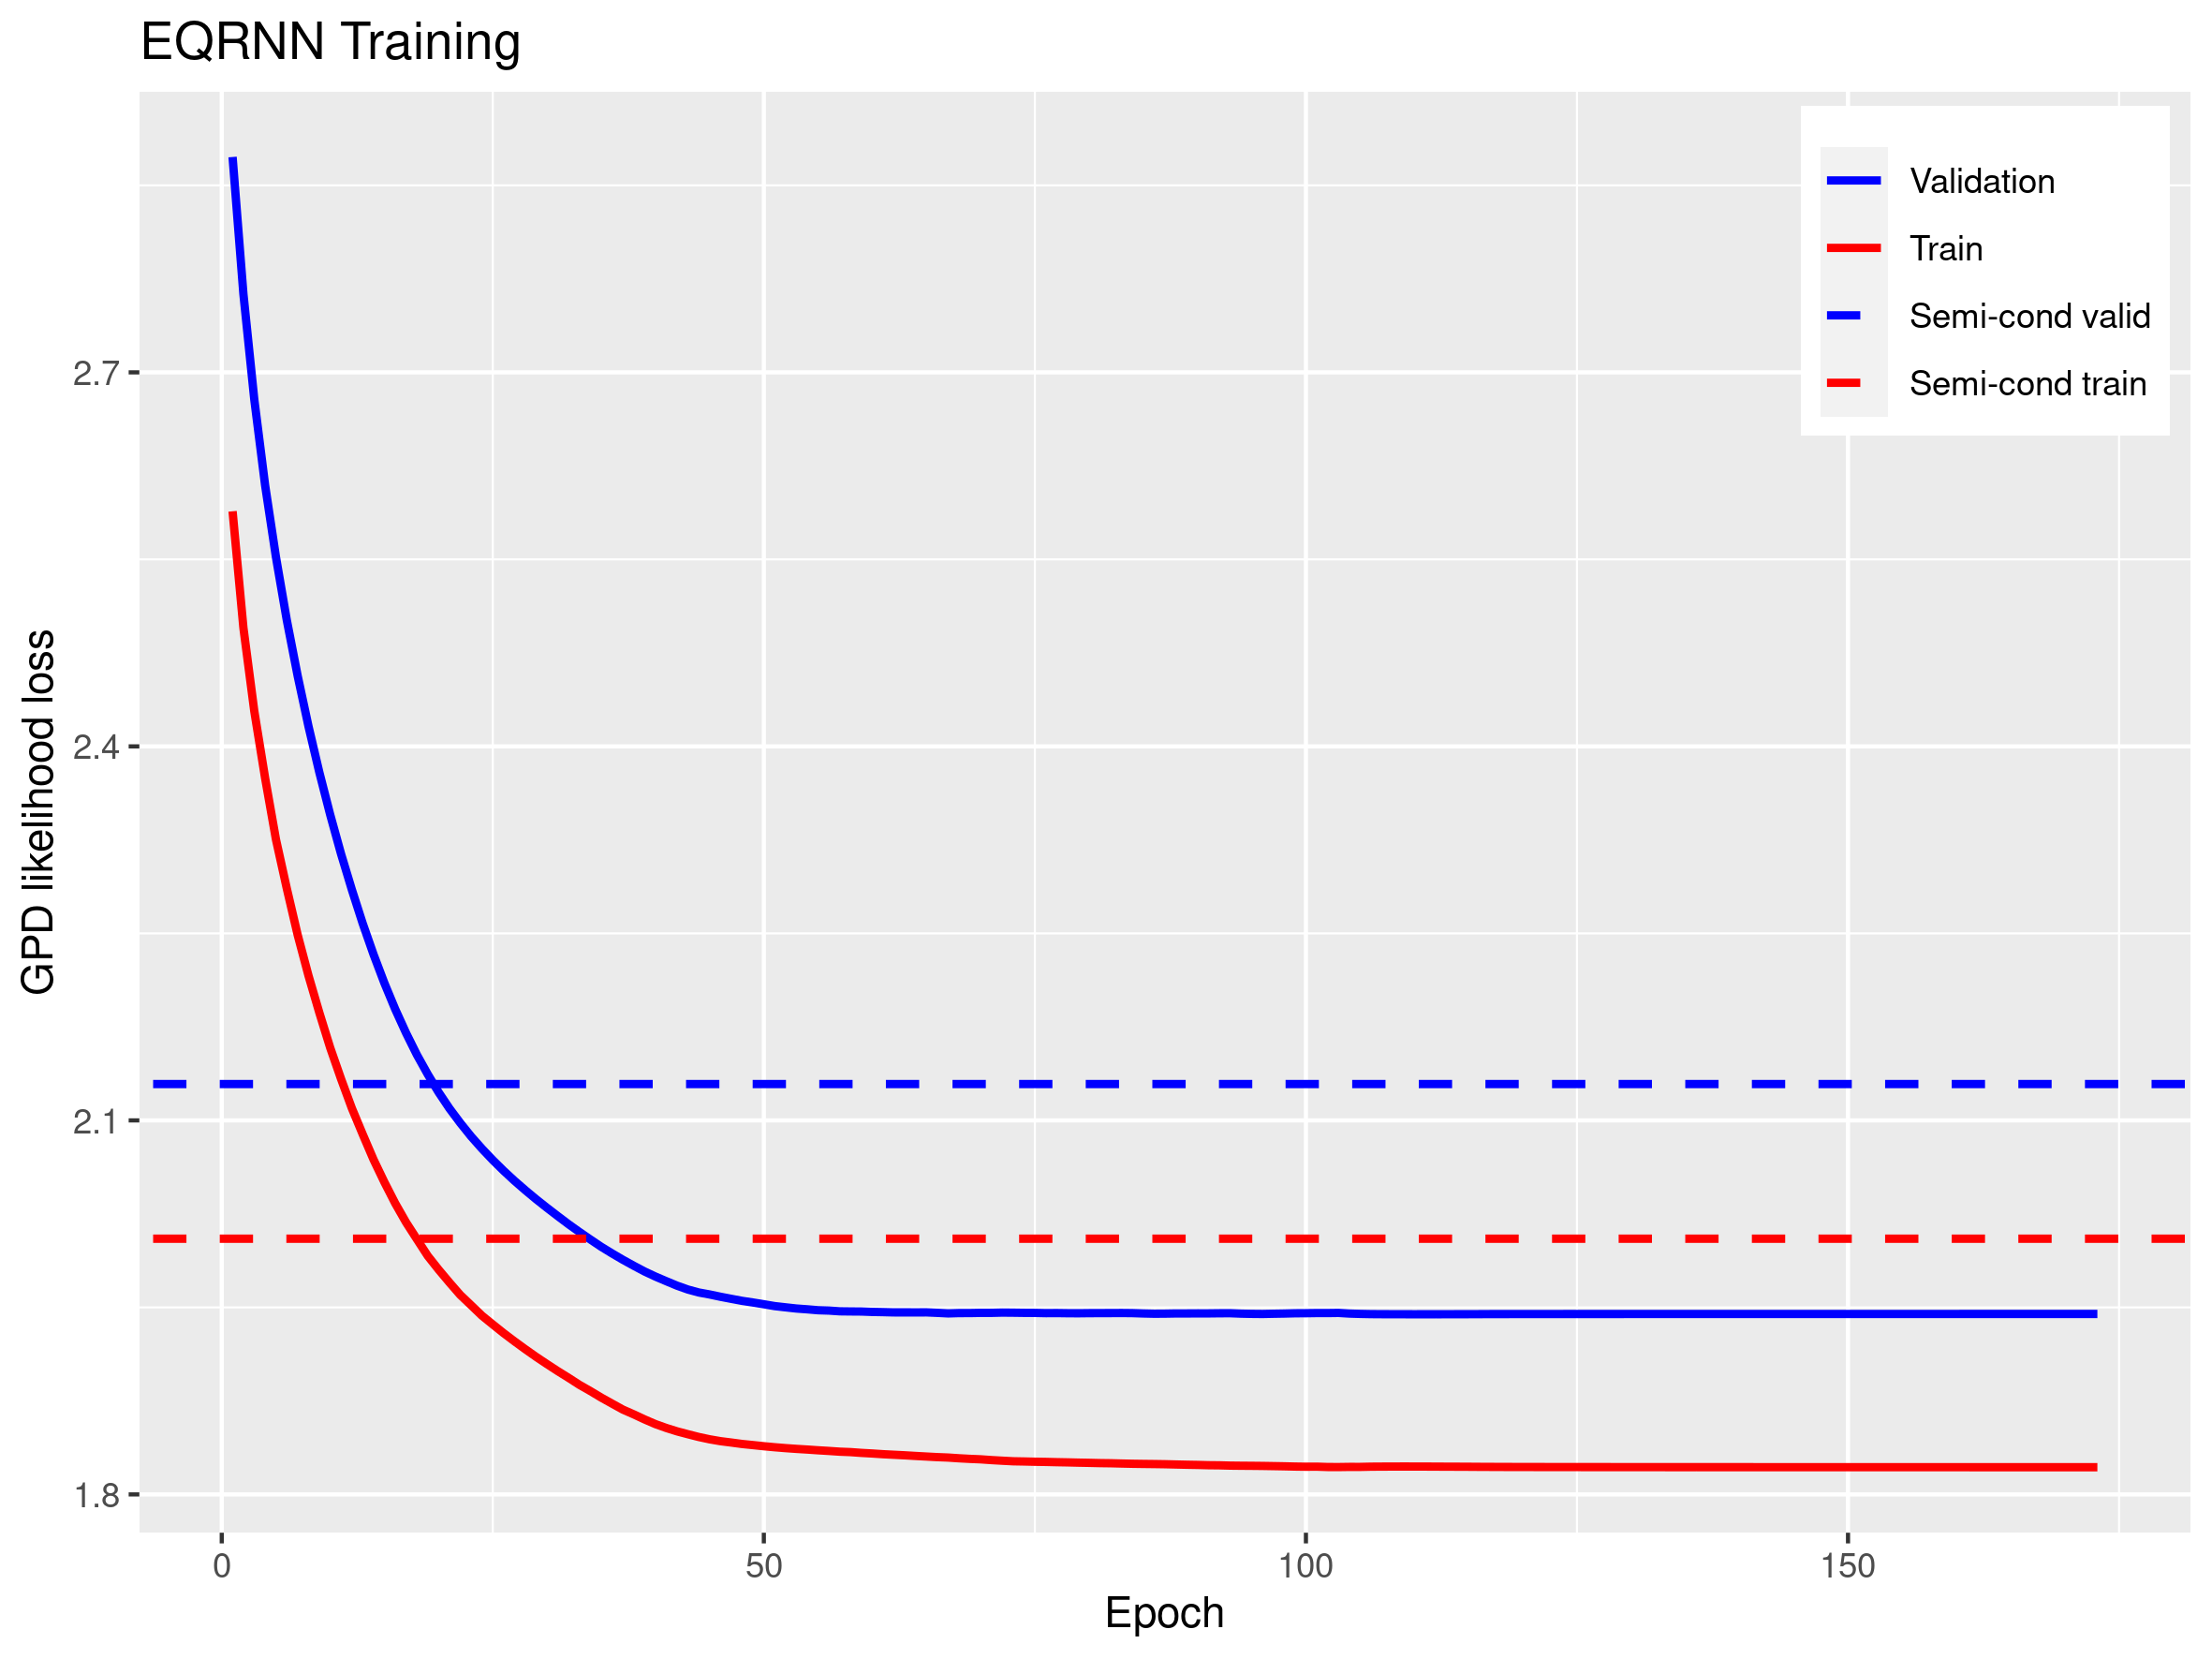 EQRNN Training
Validation
Train
Semi-cond valid
Semi-cond train
GPD likelihood loss
2.7
2.4
2.1
1.8
0 50 100 150
Epoch